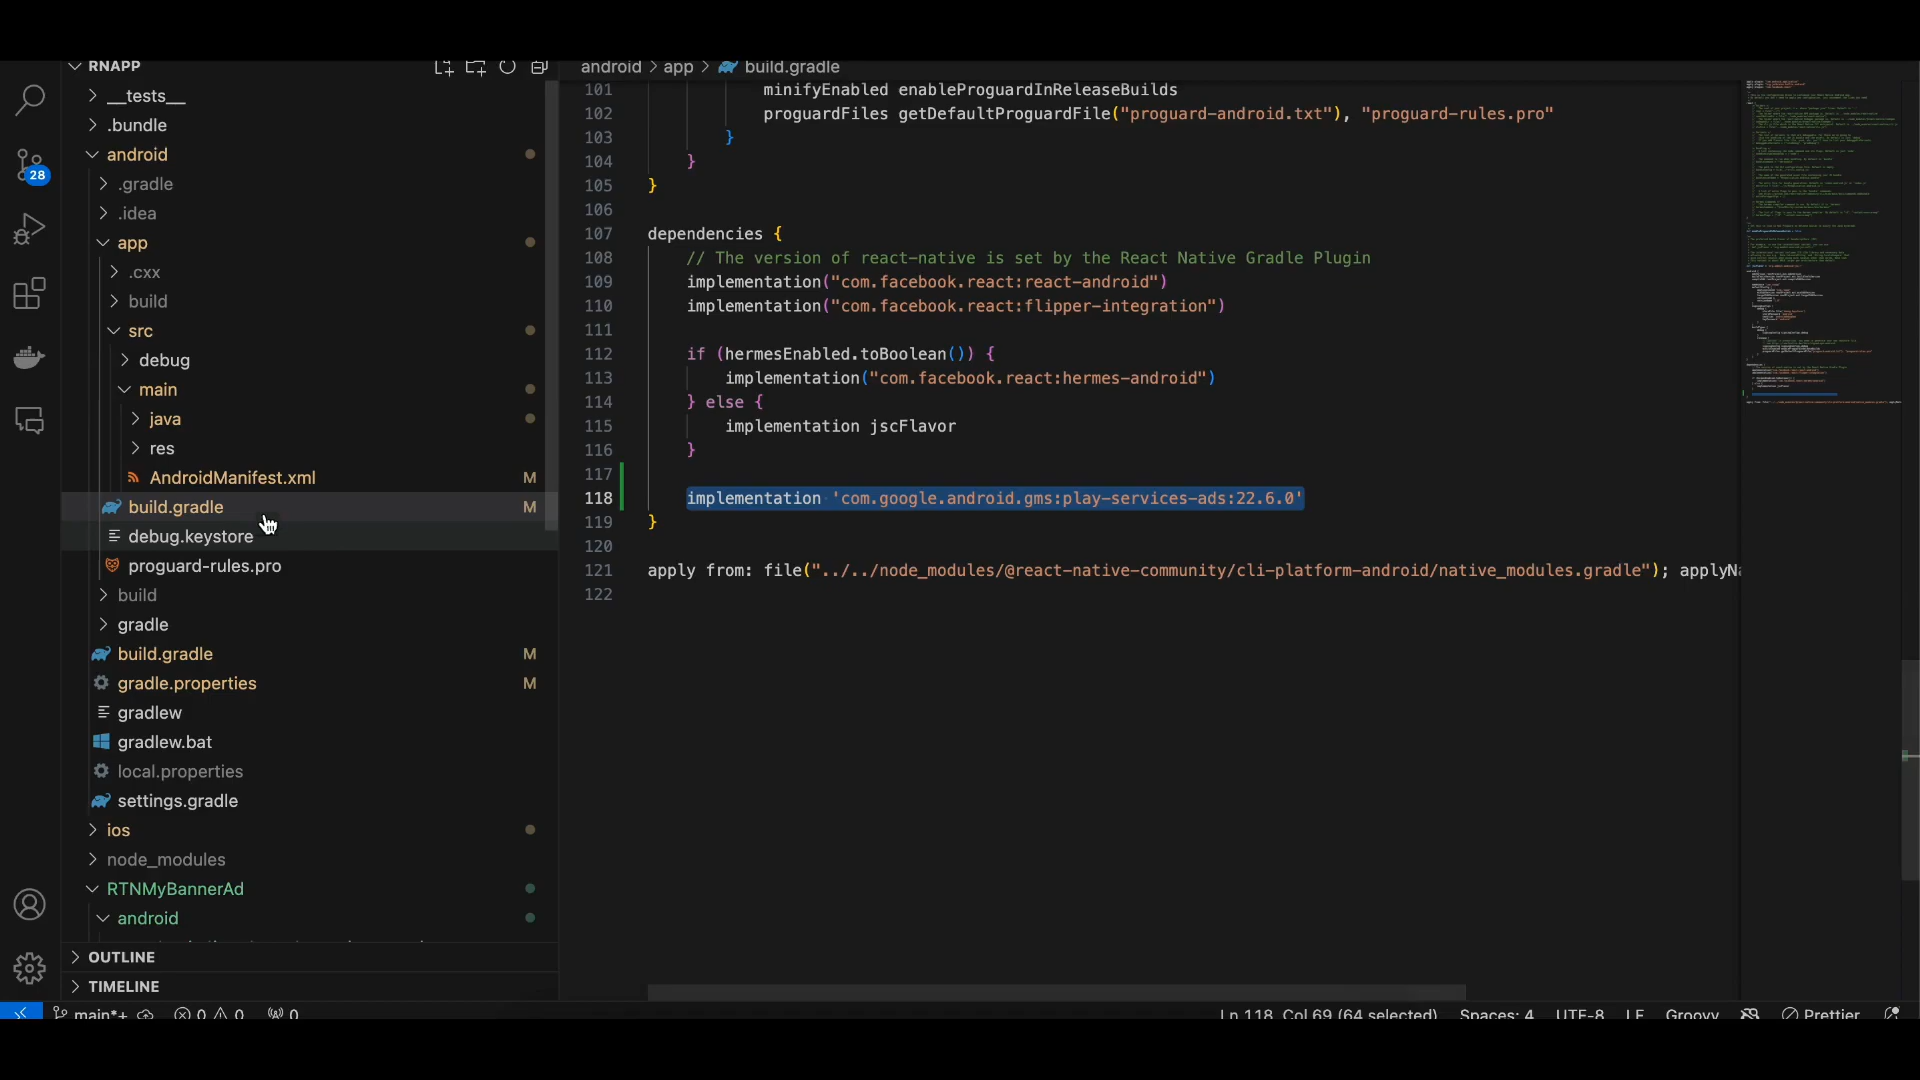 RNAPP
__tests__
.bundle
android
.gradle
.idea
app
.cxx
build
src
debug
main
java
res
AndroidManifest.xml M
build.gradle M
debug.keystore
proguard-rules.pro
build
gradle
build.gradle M
gradle.properties M
gradlew
gradlew.bat
local.properties
settings.gradle
ios
node_modules
RTNMyBannerAd
android
OUTLINE
TIMELINE
28
android > app > build.gradle
101 minifyEnabled enableProguardInReleaseBuilds
102 proguardFiles getDefaultProguardFile("proguard-android.txt"), "proguard-rules.pro"
103 }
104 }
105 }
106
107 dependencies {
108 // The version of react-native is set by the React Native Gradle Plugin
109 implementation("com.facebook.react:react-android")
110 implementation("com.facebook.react:flipper-integration")
111
112 if (hermesEnabled.toBoolean()) {
113 implementation("com.facebook.react:hermes-android")
114 } else {
115 implementation jscFlavor
116 }
117
118 implementation 'com.google.android.gms:play-services-ads:22.6.0'
119 }
120
121 apply from: file("../../node_modules/@react-native-community/cli-platform-android/native_modules.gradle"); applyNa
122
main*+ 0 0 0 Ln 118, Col 69 (64 selected) Spaces: 4 UTF-8 LF Groovy Prettier